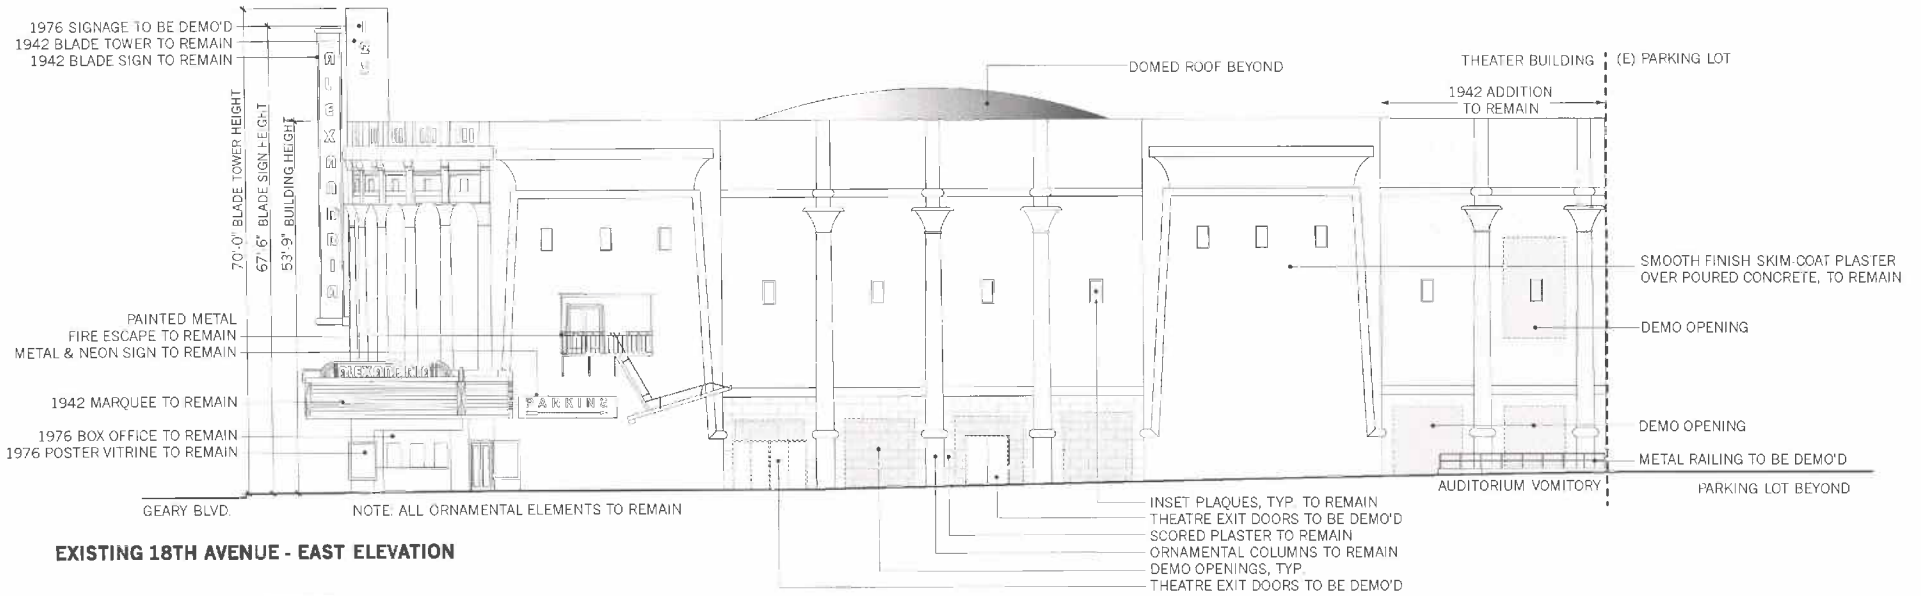 1976 SIGNAGE TO BE DEMO'D
1942 BLADE TOWER TO REMAIN
1942 BLADE SIGN TO REMAIN
70'-0" BLADE TOWER HEIGHT
67'-6" BLADE SIGN HEIGHT
53'-9" BUILDING HEIGHT
ALEXANDRIA
DOMED ROOF BEYOND
THEATER BUILDING
(E) PARKING LOT
1942 ADDITION
TO REMAIN
SMOOTH FINISH SKIM-COAT PLASTER
OVER POURED CONCRETE, TO REMAIN
DEMO OPENING
PAINTED METAL
FIRE ESCAPE TO REMAIN
METAL & NEON SIGN TO REMAIN
ALEXANDRIA
PARKING
1942 MARQUEE TO REMAIN
1976 BOX OFFICE TO REMAIN
1976 POSTER VITRINE TO REMAIN
DEMO OPENING
METAL RAILING TO BE DEMO'D
AUDITORIUM VOMITORY
PARKING LOT BEYOND
GEARY BLVD.
NOTE: ALL ORNAMENTAL ELEMENTS TO REMAIN
INSET PLAQUES, TYP. TO REMAIN
THEATRE EXIT DOORS TO BE DEMO'D
SCORED PLASTER TO REMAIN
ORNAMENTAL COLUMNS TO REMAIN
DEMO OPENINGS, TYP.
THEATRE EXIT DOORS TO BE DEMO'D
EXISTING 18TH AVENUE - EAST ELEVATION